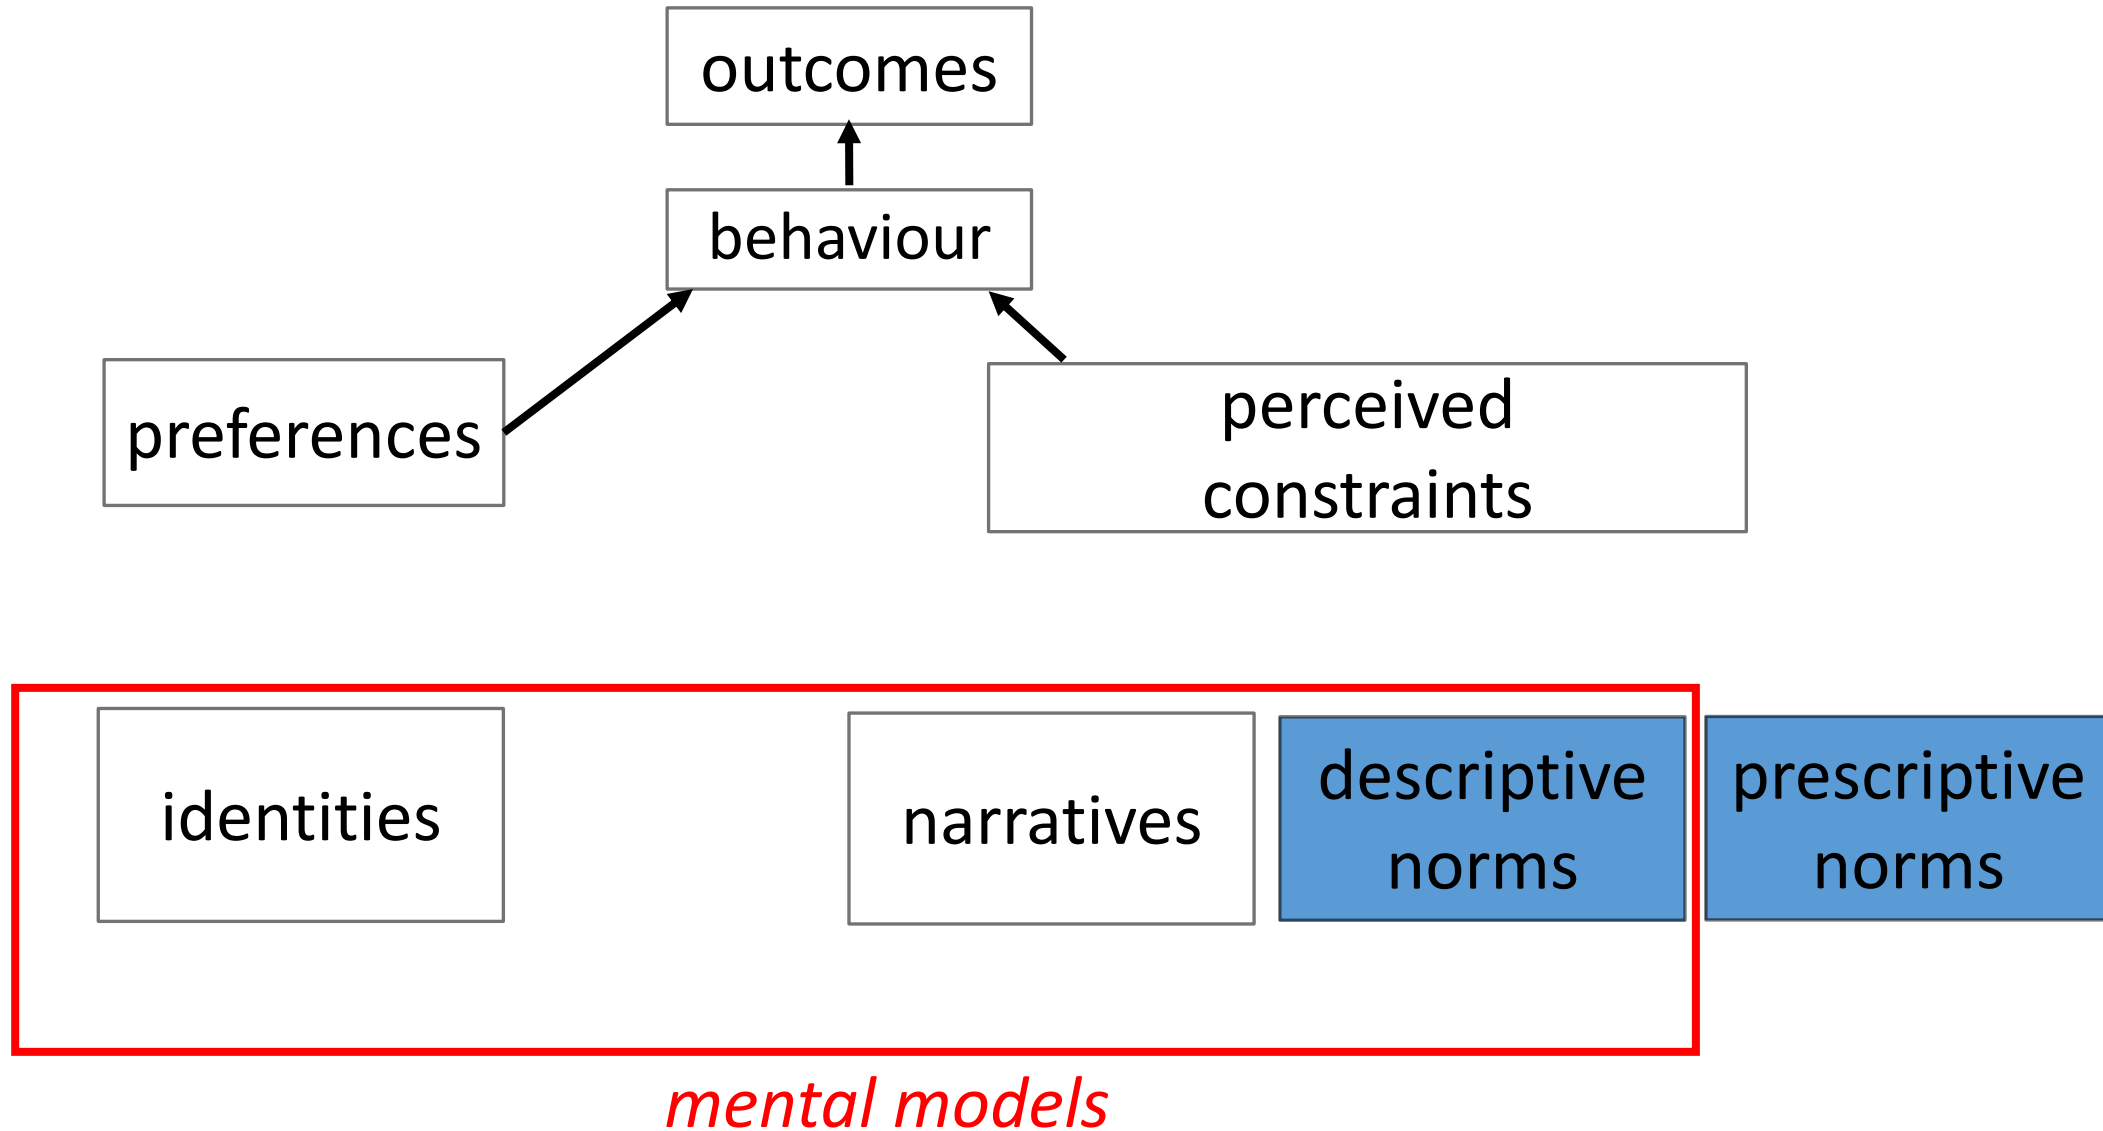 outcomes
behaviour
preferences
perceived
constraints
identities
narratives
descriptive
norms
prescriptive
norms
mental models